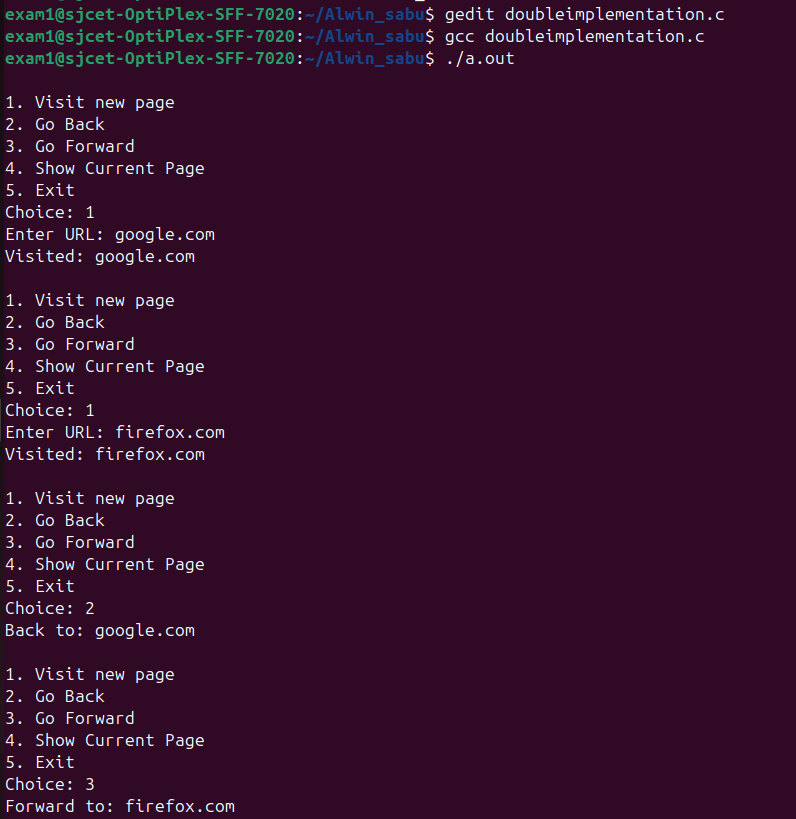 exam1@sjcet-OptiPlex-SFF-7020:~/Alwin_sabu$ gedit doubleimplementation.c
exam1@sjcet-OptiPlex-SFF-7020:~/Alwin_sabu$ gcc doubleimplementation.c
exam1@sjcet-OptiPlex-SFF-7020:~/Alwin_sabu$ ./a.out
1. Visit new page
2. Go Back
3. Go Forward
4. Show Current Page
5. Exit
Choice: 1
Enter URL: google.com
Visited: google.com
1. Visit new page
2. Go Back
3. Go Forward
4. Show Current Page
5. Exit
Choice: 1
Enter URL: firefox.com
Visited: firefox.com
1. Visit new page
2. Go Back
3. Go Forward
4. Show Current Page
5. Exit
Choice: 2
Back to: google.com
1. Visit new page
2. Go Back
3. Go Forward
4. Show Current Page
5. Exit
Choice: 3
Forward to: firefox.com